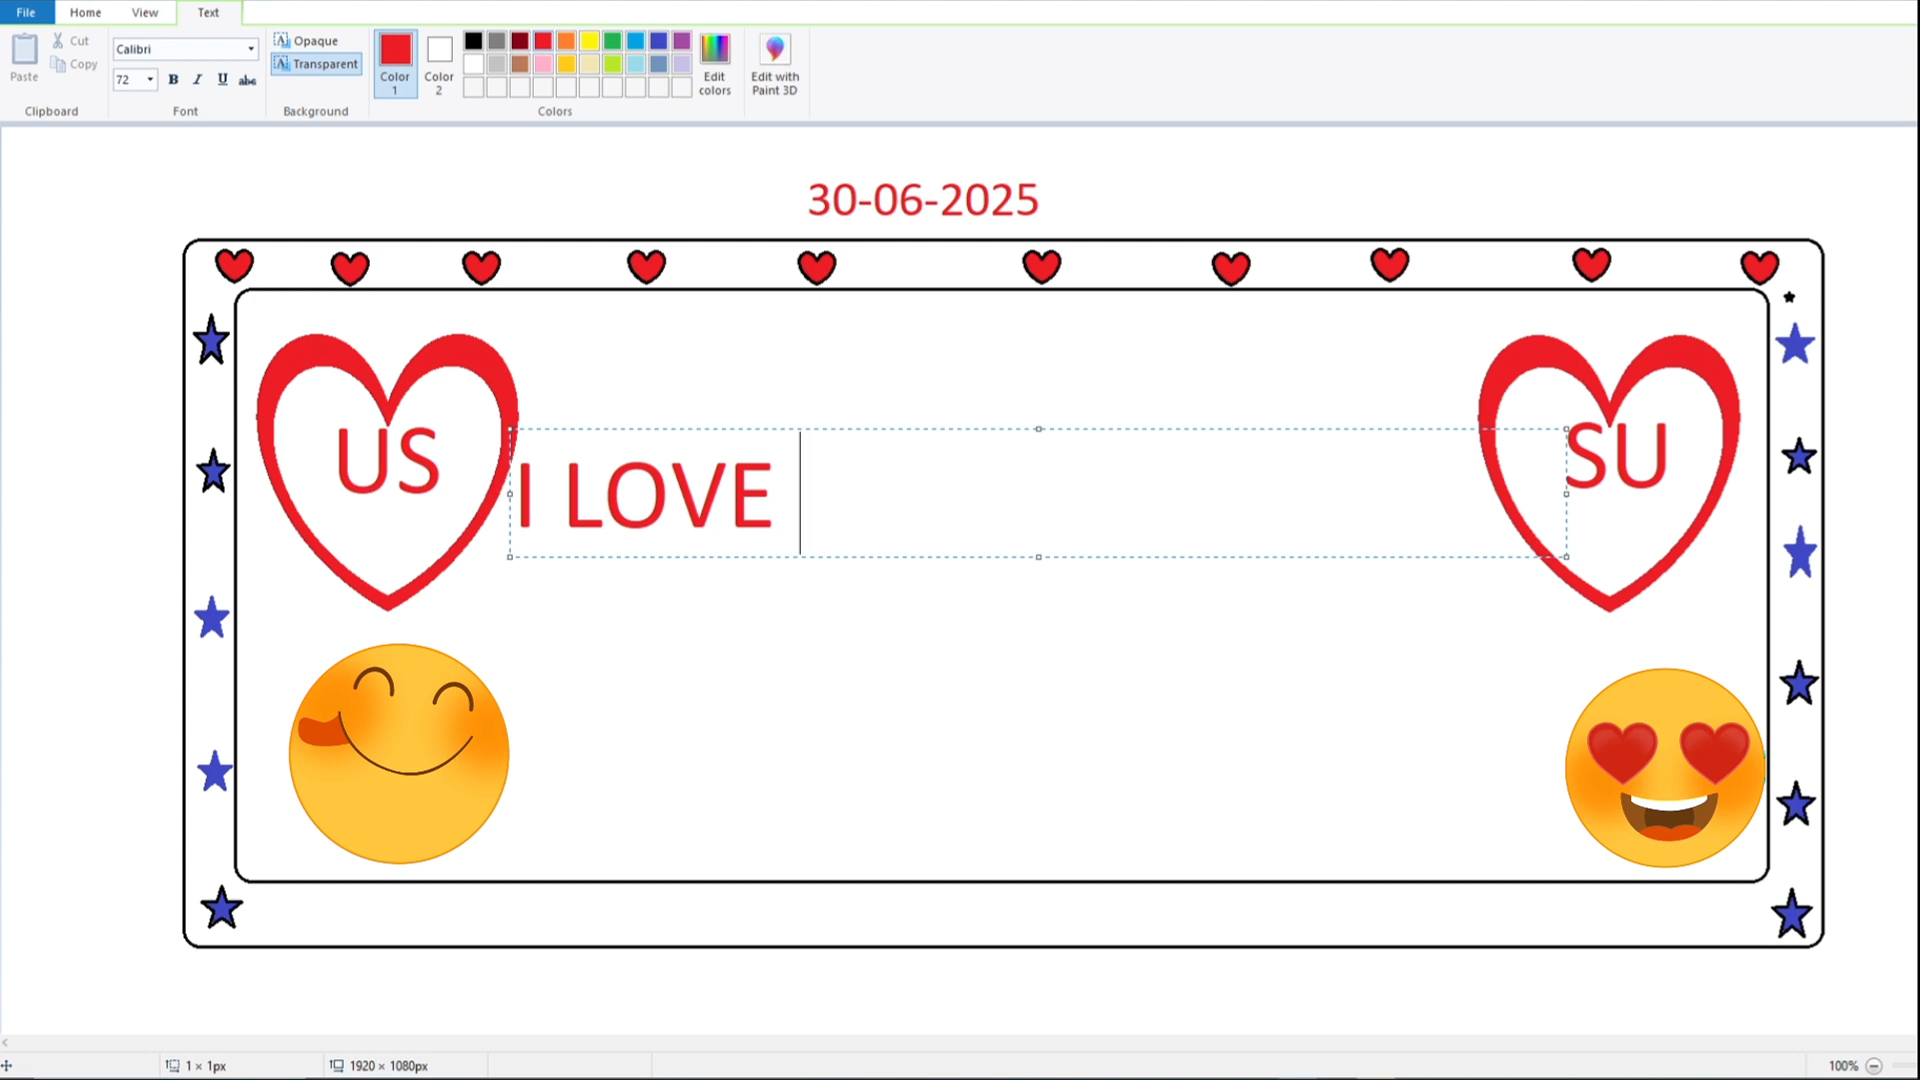 File Home View Text
Paste Cut Copy
Clipboard
Calibri
72 B I U abc
Font
Opaque
Transparent
Background
Color 1
Color 2
Colors
Edit colors
Edit with Paint 3D
30-06-2025
US
I LOVE
SU
1 × 1px
1920 × 1080px
100%